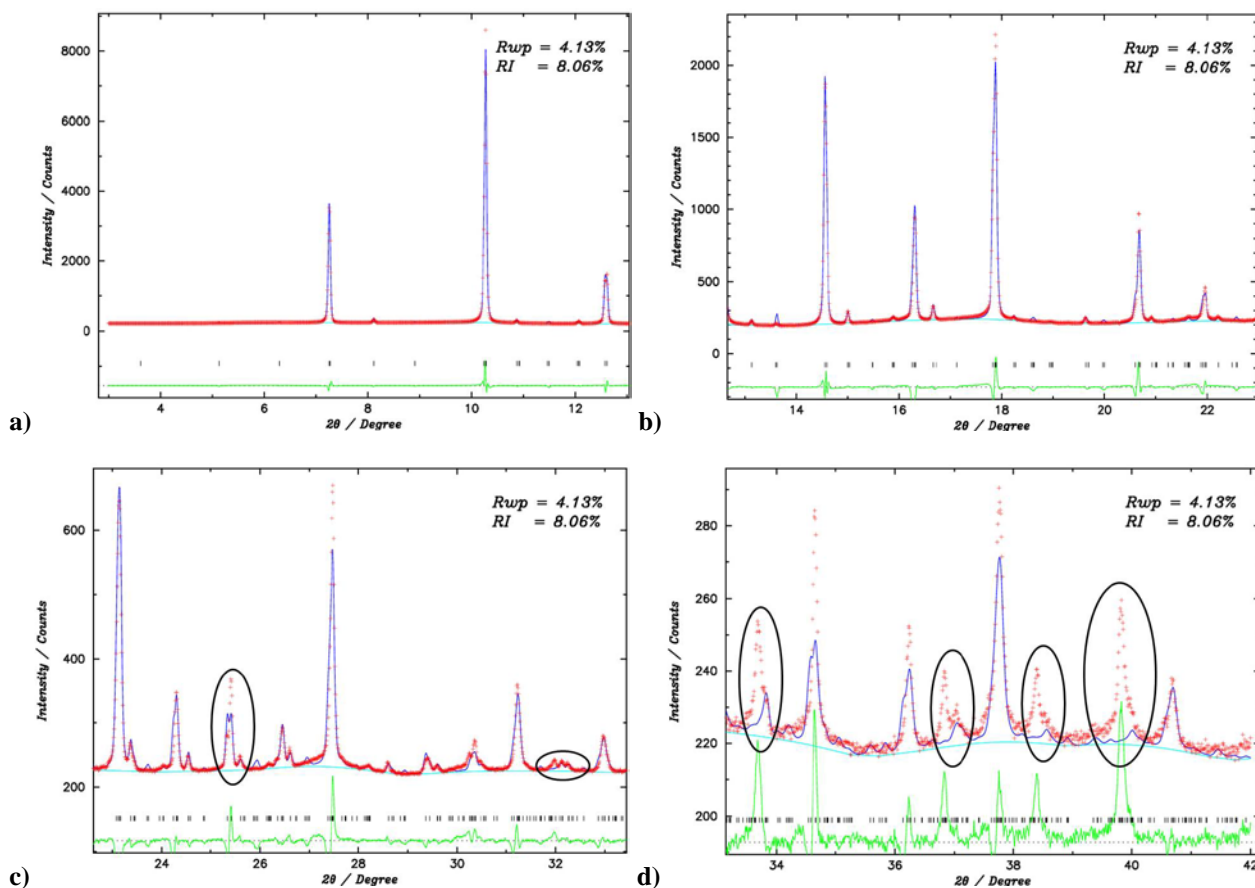 Rwp = 4.13%
RI = 8.06%
Intensity / Counts
8000
6000
4000
2000
0
4
6
8
10
12
2θ / Degree
a)
Rwp = 4.13%
RI = 8.06%
Intensity / Counts
2000
1500
1000
500
0
14
16
18
20
22
2θ / Degree
b)
Rwp = 4.13%
RI = 8.06%
Intensity / Counts
600
400
200
24
26
28
30
32
2θ / Degree
c)
Rwp = 4.13%
RI = 8.06%
Intensity / Counts
280
260
240
220
200
34
36
38
40
42
2θ / Degree
d)